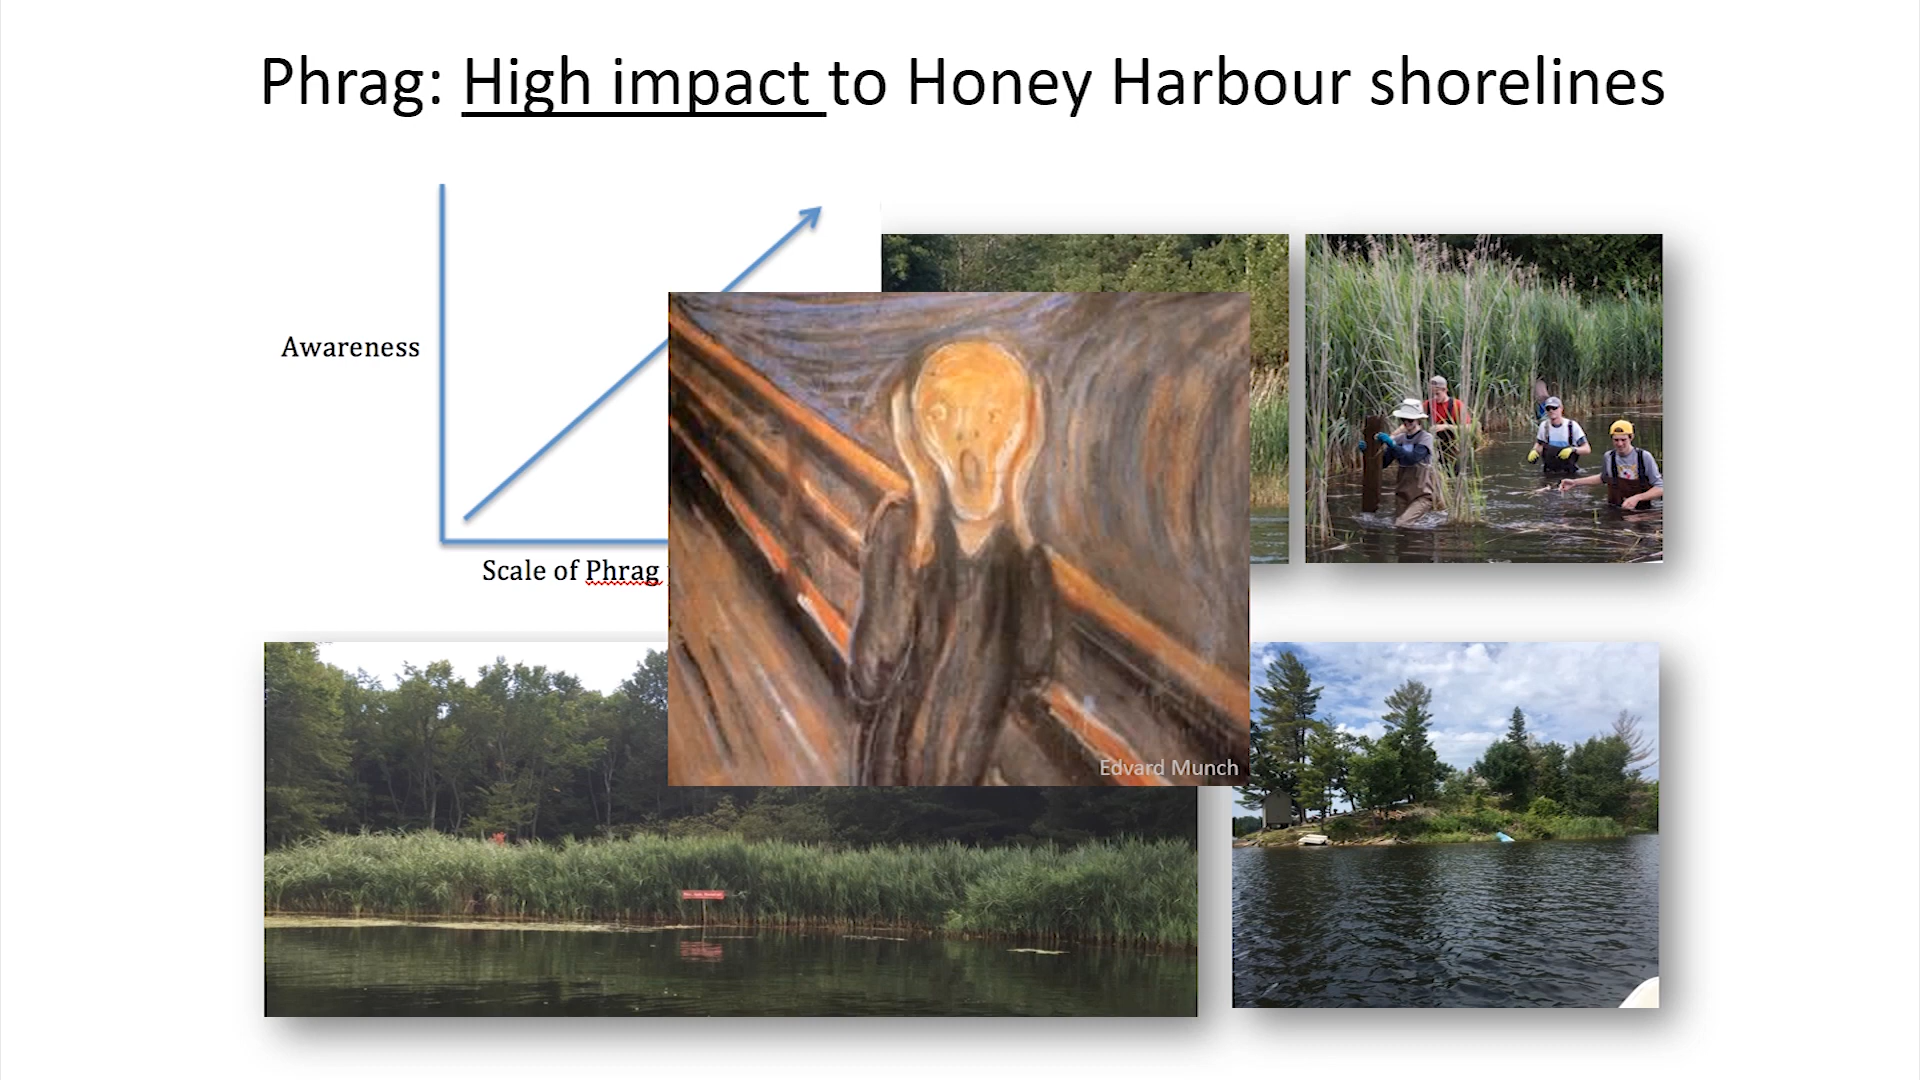 Phrag: High impact to Honey Harbour shorelines
Awareness
Scale of Phrag
Edvard Munch